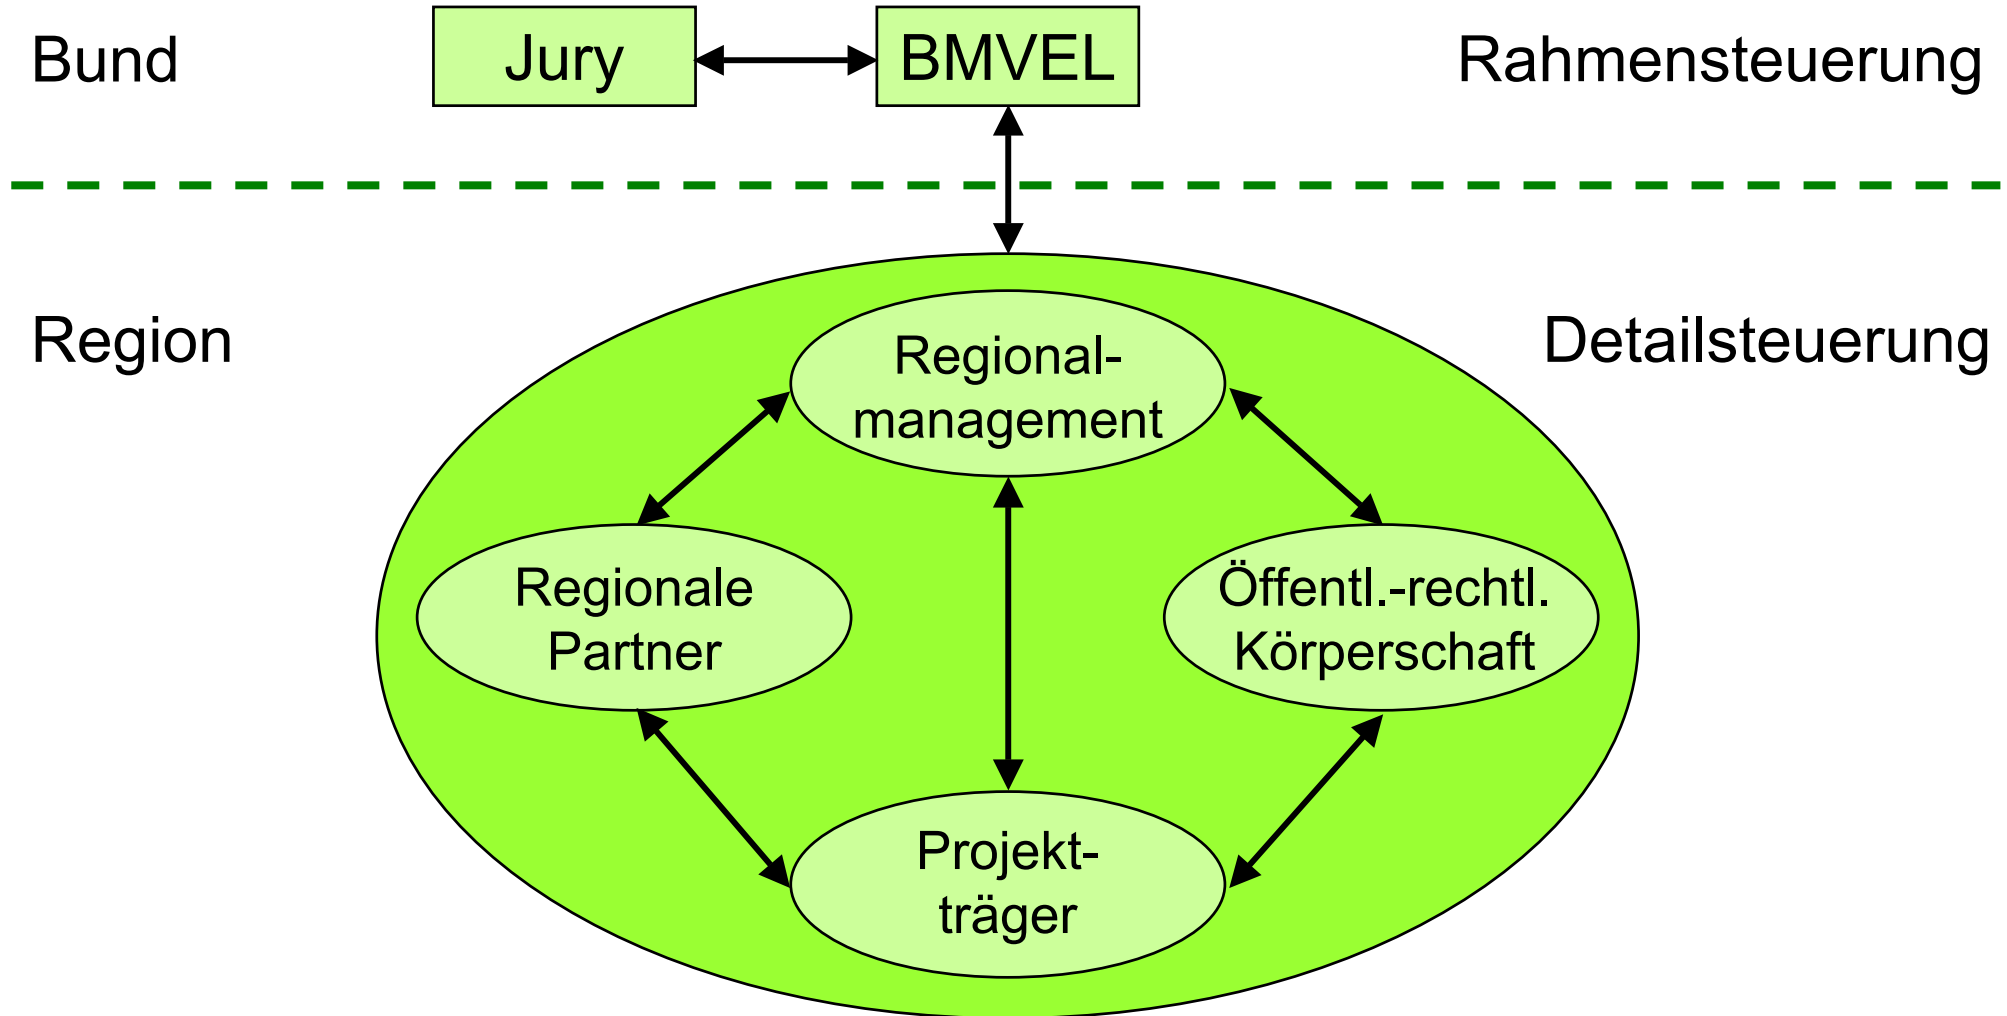 Bund
Jury
BMVEL
Rahmensteuerung
Region
Detailsteuerung
Regional-
management
Regionale
Partner
Öffentl.-rechtl.
Körperschaft
Projekt-
träger